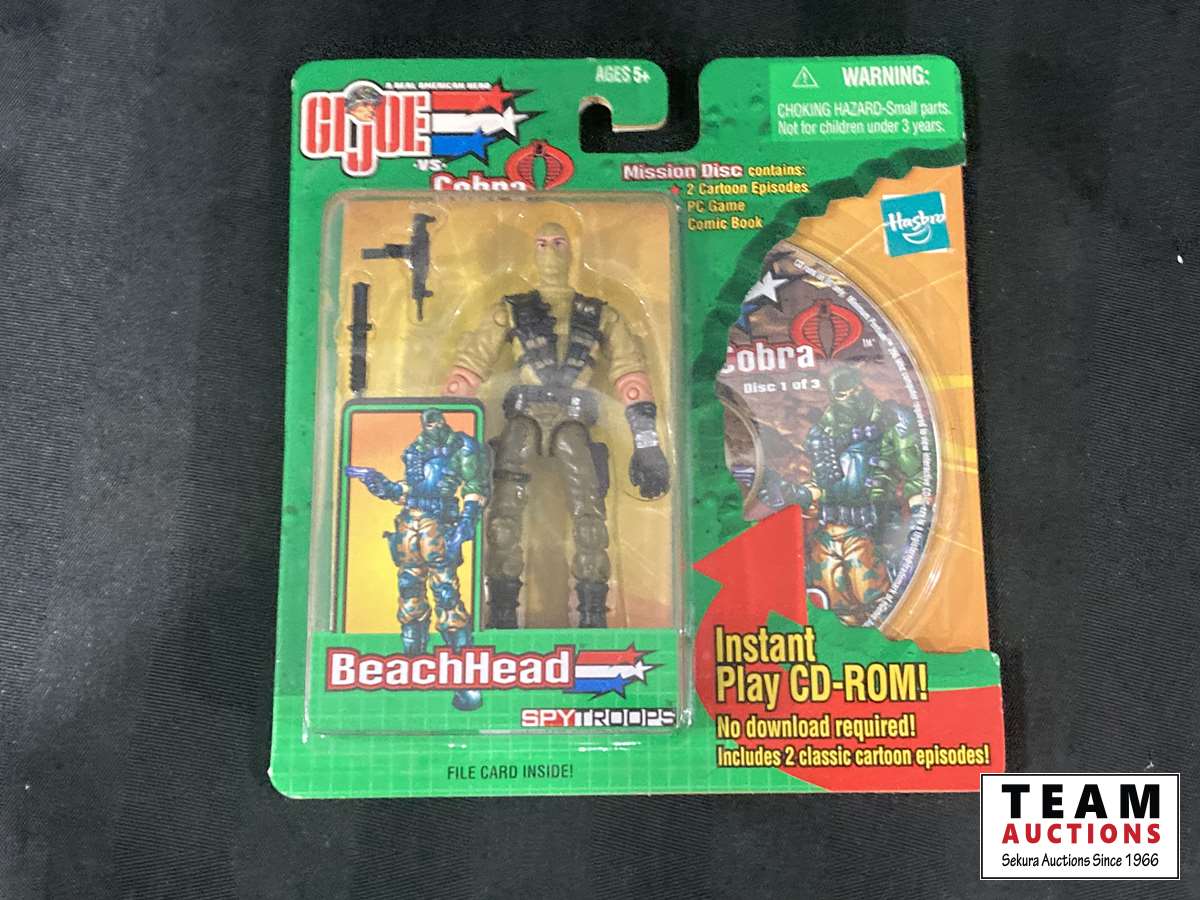 AGES 5+
WARNING:
CHOKING HAZARD-Small parts.
Not for children under 3 years.
A REAL AMERICAN HERO
GI JOE
-VS-
Cobra
Mission Disc contains:
2 Cartoon Episodes
PC Game
Comic Book
Hasbro
Cobra
TM
Disc 1 of 3
BeachHead
SPYTROOPS
FILE CARD INSIDE!
Instant
Play CD-ROM!
No download required!
Includes 2 classic cartoon episodes!
TEAM
AUCTIONS
Sekura Auctions Since 1966